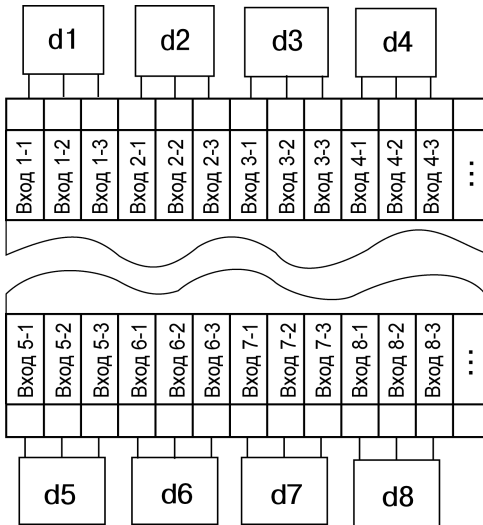 d1 d2 d3 d4
Вход 1-1
Вход 1-2
Вход 1-3
Вход 2-1
Вход 2-2
Вход 2-3
Вход 3-1
Вход 3-2
Вход 3-3
Вход 4-1
Вход 4-2
Вход 4-3
...
Вход 5-1
Вход 5-2
Вход 5-3
Вход 6-1
Вход 6-2
Вход 6-3
Вход 7-1
Вход 7-2
Вход 7-3
Вход 8-1
Вход 8-2
Вход 8-3
...
d5 d6 d7 d8